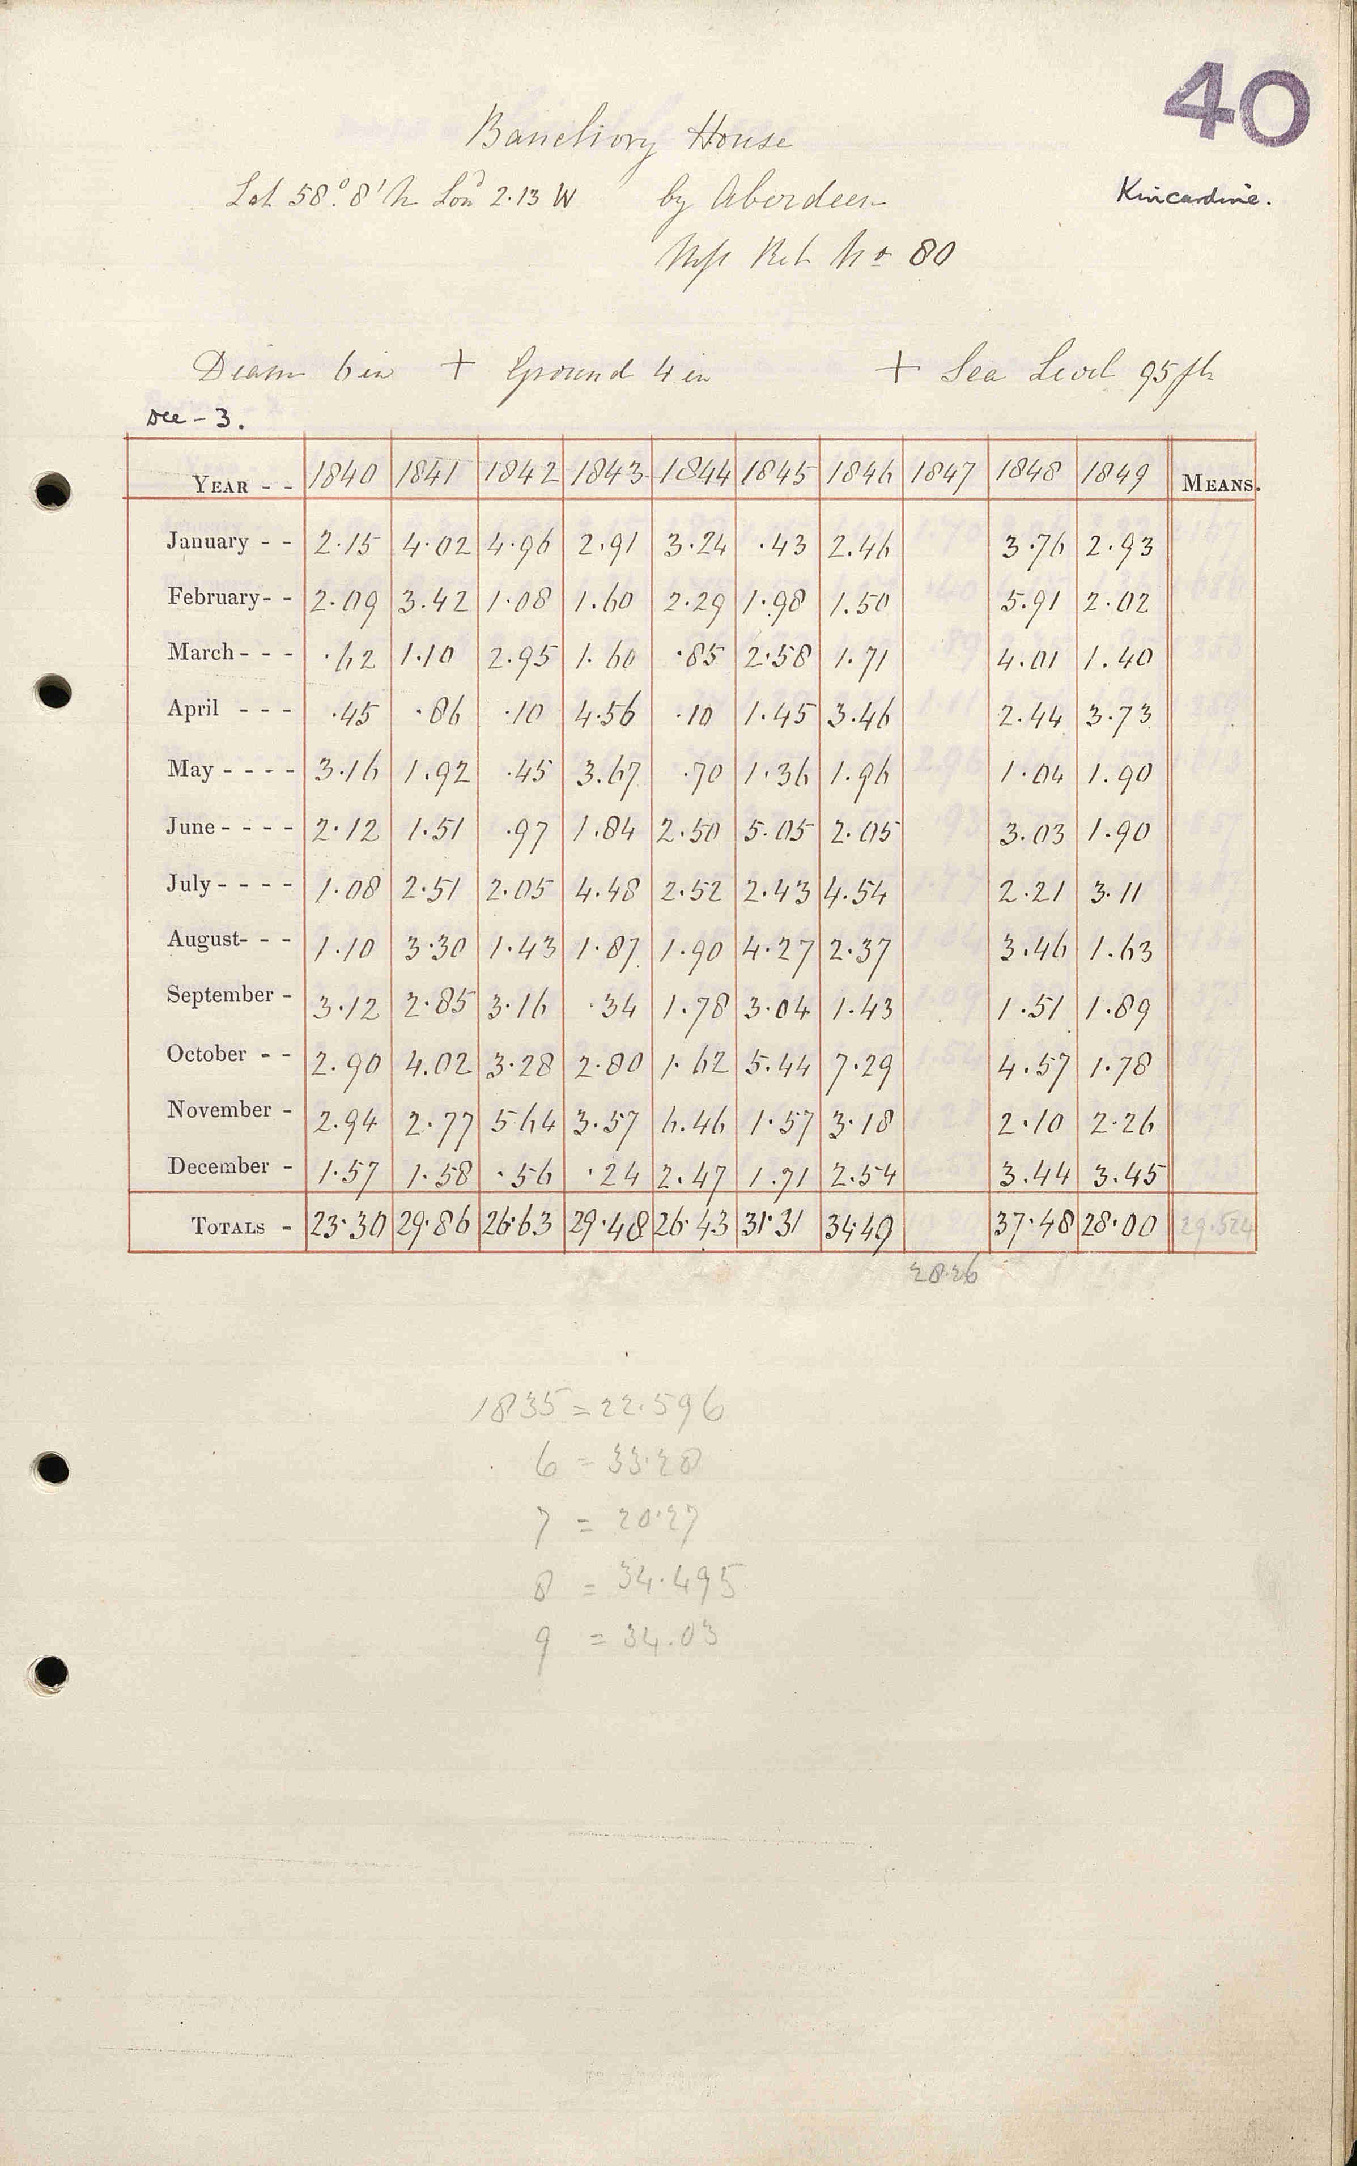 40
Banchory House
Kincardine.
Lat 58° 8' N Lond 2.13 W by Aberdeen
Mss Ret No 80
Diam 6 in + Ground 4 in + Sea Level 95 ft
Dee - 3.
YEAR - - 1840 1841 1842 1843 1844 1845 1846 1847 1848 1849 MEANS.
January - - 2.15 4.02 4.96 2.91 3.24 .43 2.46 3.76 2.93
February- - 2.09 3.42 1.08 1.60 2.29 1.98 1.50 5.91 2.02
March - - - .62 1.10 2.95 1.60 .85 2.58 1.71 4.01 1.40
April - - - .45 .86 .10 4.56 .10 1.45 3.46 2.44 3.73
May - - - - 3.16 1.92 .45 3.67 .70 1.36 1.96 1.04 1.90
June - - - - 2.12 1.51 .97 1.84 2.50 5.05 2.05 3.03 1.90
July - - - - 1.08 2.51 2.05 4.48 2.52 2.43 4.54 2.21 3.11
August- - - 1.10 3.30 1.43 1.87 1.90 4.27 2.37 3.46 1.63
September - 3.12 2.85 3.16 .34 1.78 3.04 1.43 1.51 1.89
October - - 2.90 4.02 3.28 2.80 1.62 5.44 7.29 4.57 1.78
November - 2.94 2.77 5 64 3.57 6.46 1.57 3.18 2.10 2.26
December - 1.57 1.58 .56 .24 2.47 1.71 2.54 3.44 3.45
TOTALS - 23.30 29.86 26.63 29.48 26.43 31.31 34.49 37.48 28.00 29.524
28.26
1835 = 22.596
6 = 33.28
7 = 20.27
8 = 34.495
9 = 34.03